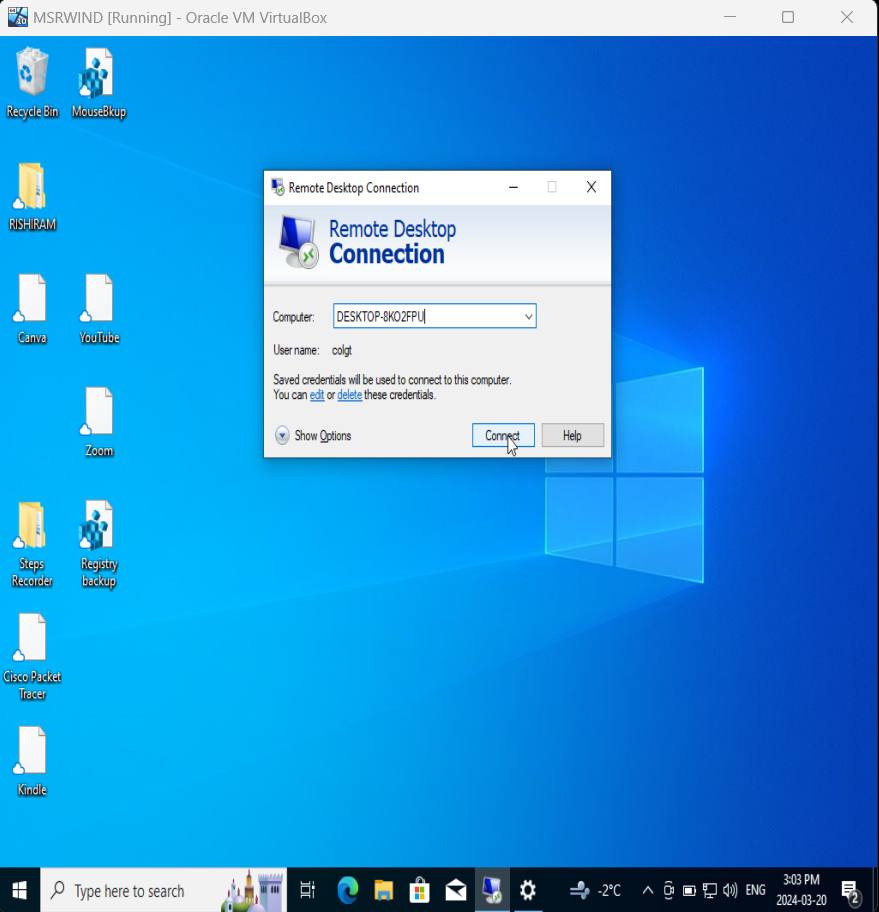 MSRWIND [Running] - Oracle VM VirtualBox
Recycle Bin
MouseBkup
RISHIRAM
Canva
YouTube
Zoom
Steps
Recorder
Registry
backup
Cisco Packet
Tracer
Kindle
Remote Desktop Connection
Remote Desktop
Connection
Computer:
DESKTOP-8KO2FPU
User name:
colgt
Saved credentials will be used to connect to this computer.
You can edit or delete these credentials.
Show Options
Connect
Help
Type here to search
-2°C
ENG
3:03 PM
2024-03-20
2